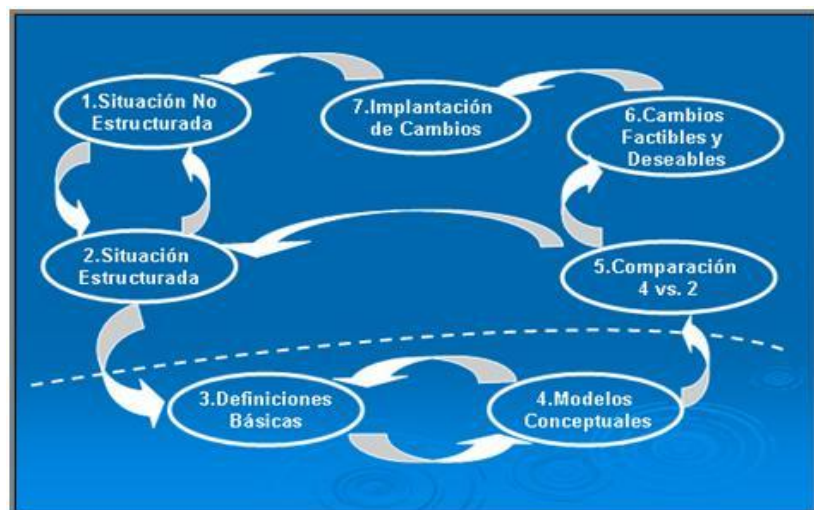 1.Situación No
Estructurada
7.Implantación
de Cambios
6.Cambios
Factibles y
Deseables
2.Situación
Estructurada
5.Comparación
4 vs. 2
3.Definiciones
Básicas
4.Modelos
Conceptuales